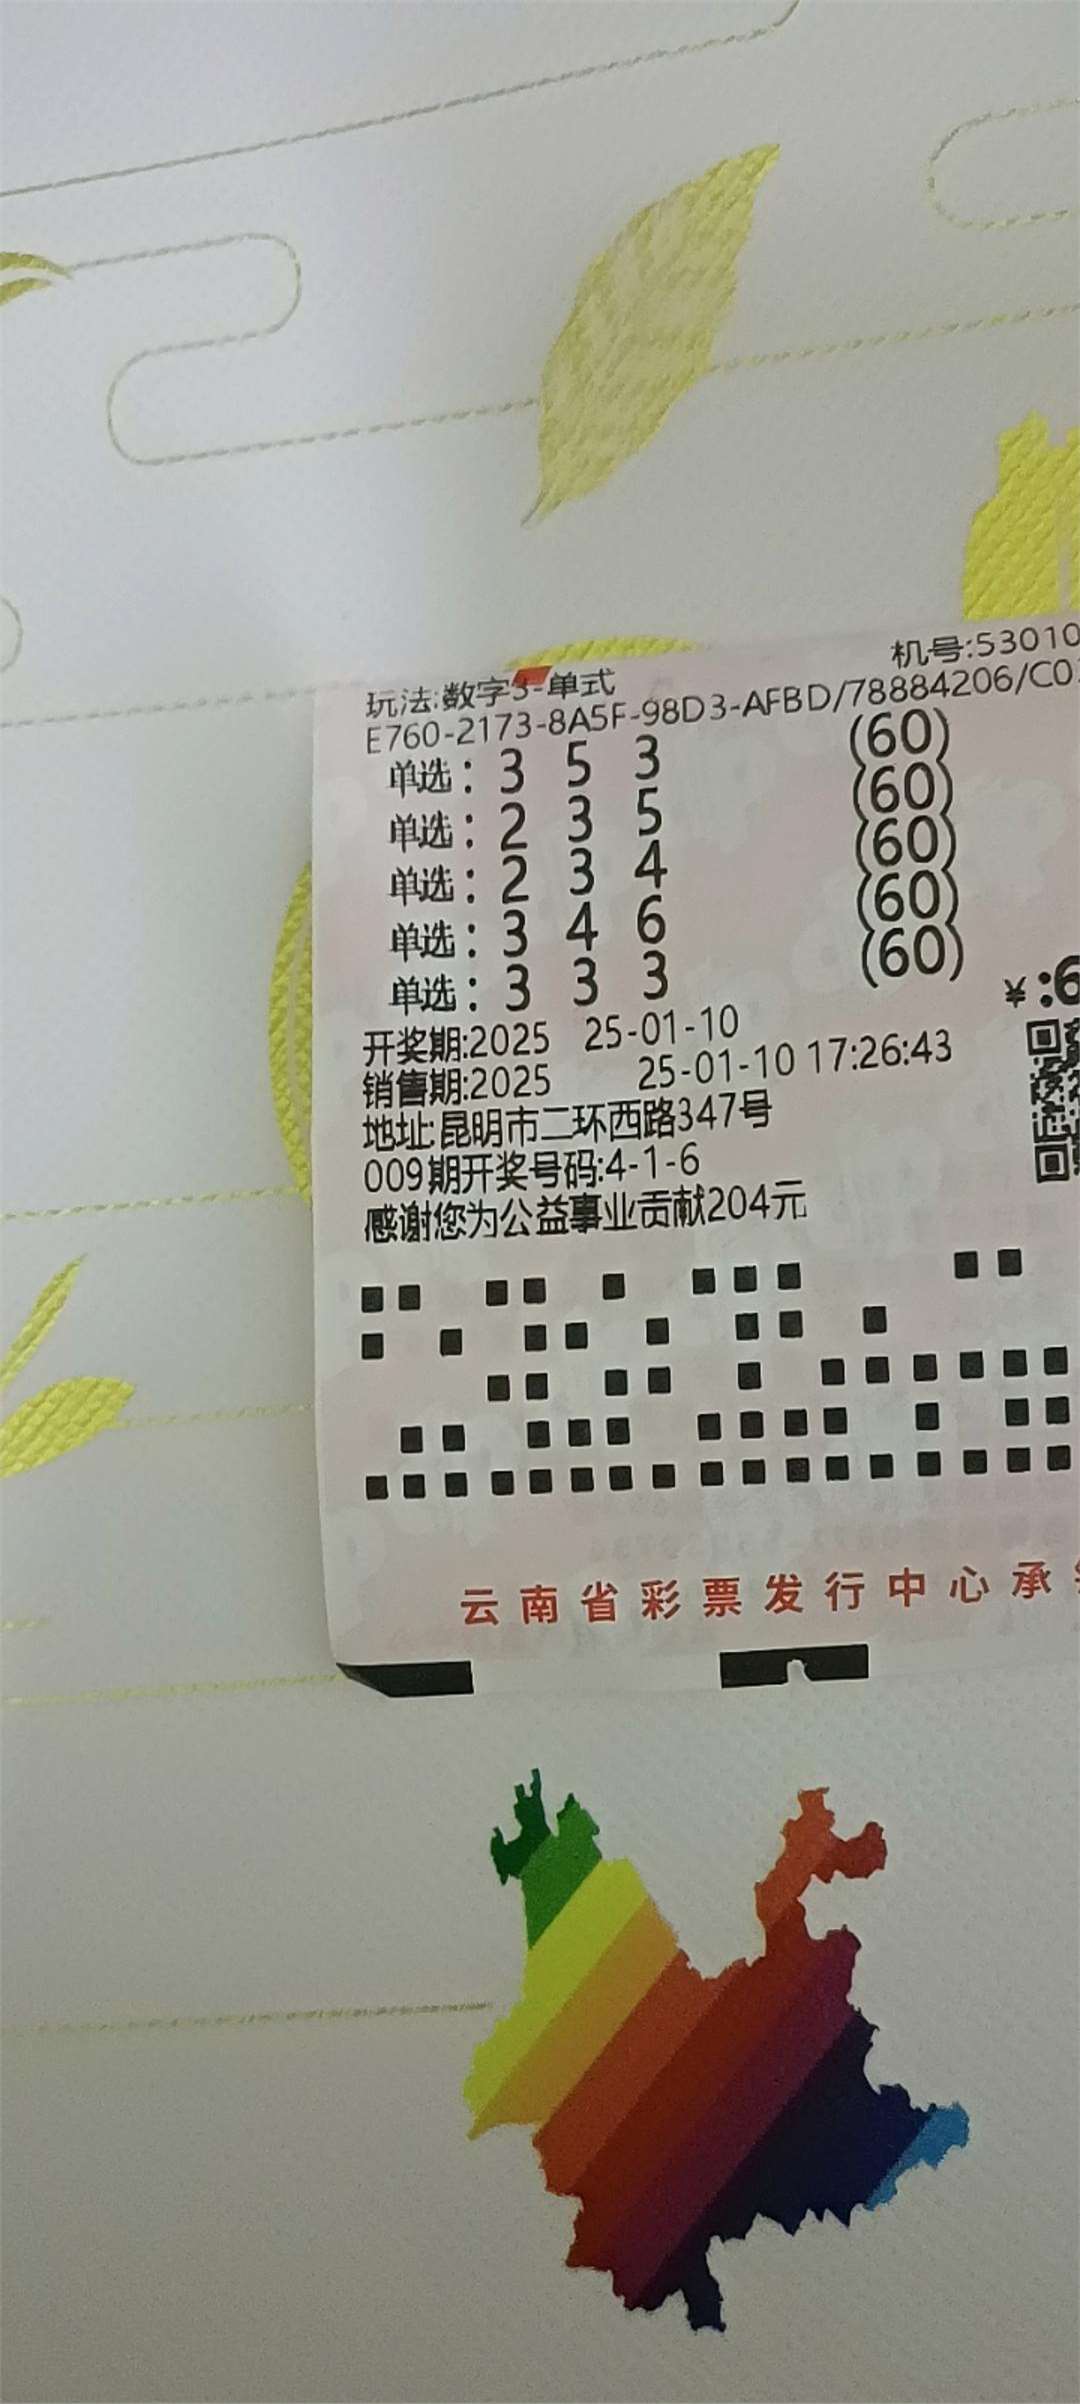 机号:53010
玩法:数字3-单式
E760-2173-8A5F-98D3-AFBD/78884206/C0
单选: 3 5 3 (60)
单选: 2 3 5 (60)
单选: 2 3 4 (60)
单选: 3 4 6 (60)
单选: 3 3 3 (60)
¥:6
开奖期:2025 25-01-10
销售期:2025 25-01-10 17:26:43
地址:昆明市二环西路347号
009期开奖号码:4-1-6
感谢您为公益事业贡献204元
云南省彩票发行中心承